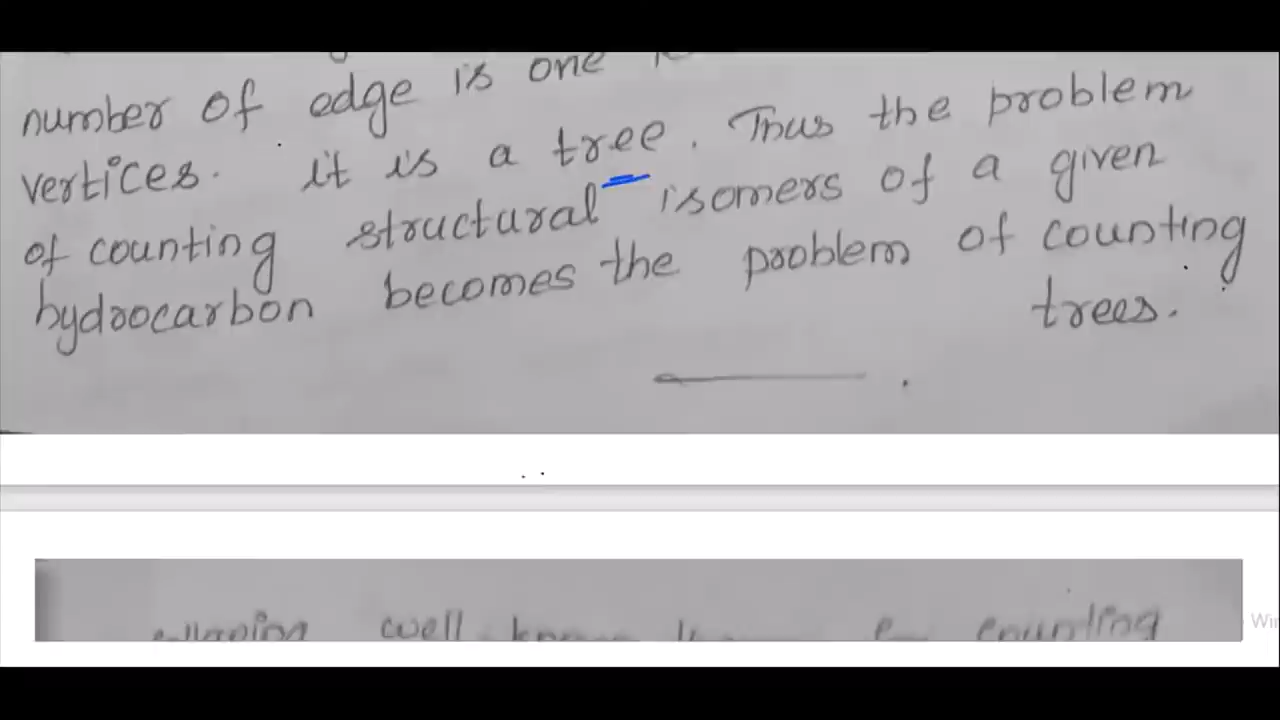 number of edge is one
vertices. it is a tree. Thus the problem
of counting structural isomers of a given
hydrocarbon becomes the problem of counting
trees.
well counting